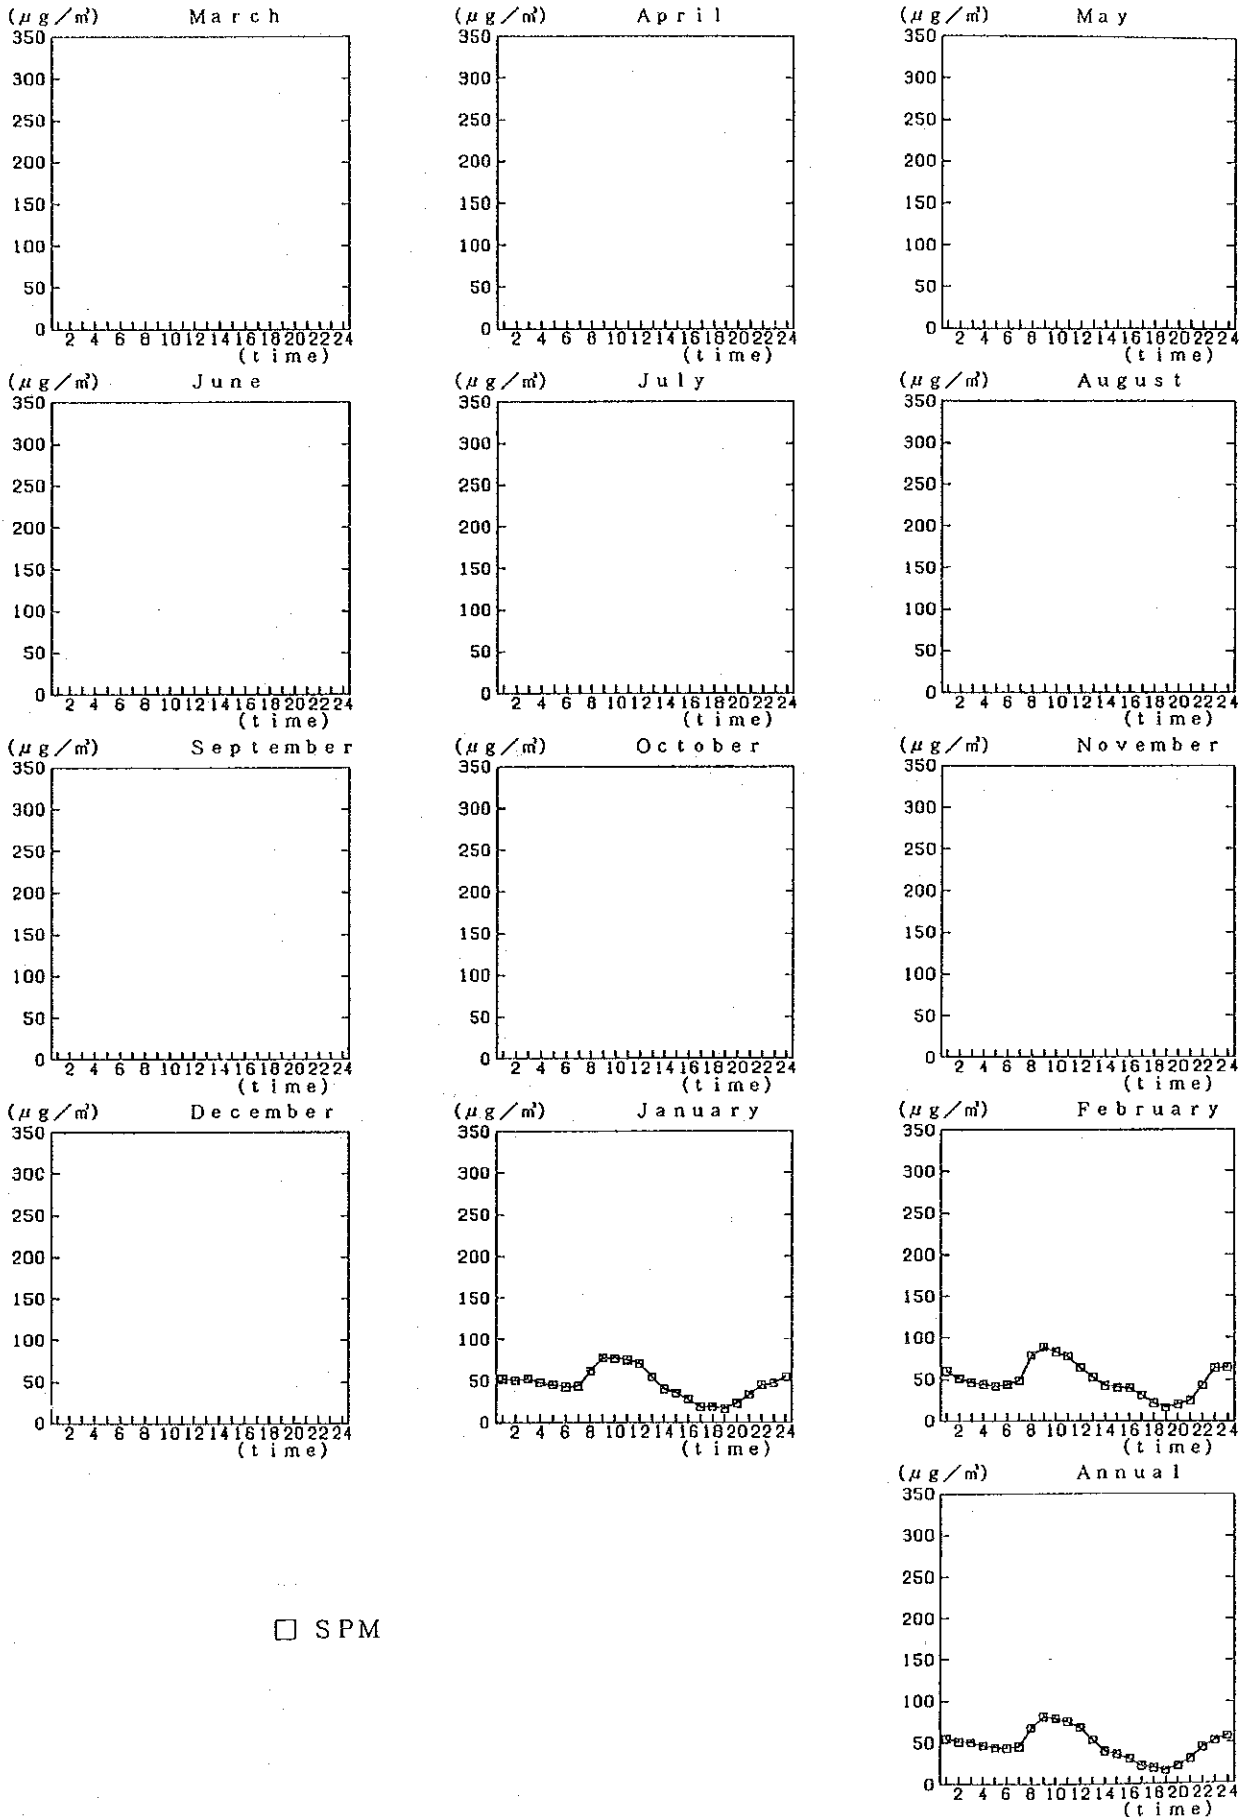 (μg/㎥) March
350
300
250
200
150
100
50
0
2 4 6 8 10 12 14 16 18 20 22 24
(time)
(μg/㎥) April
350
300
250
200
150
100
50
0
2 4 6 8 10 12 14 16 18 20 22 24
(time)
(μg/㎥) May
350
300
250
200
150
100
50
0
2 4 6 8 10 12 14 16 18 20 22 24
(time)
(μg/㎥) June
350
300
250
200
150
100
50
0
2 4 6 8 10 12 14 16 18 20 22 24
(time)
(μg/㎥) July
350
300
250
200
150
100
50
0
2 4 6 8 10 12 14 16 18 20 22 24
(time)
(μg/㎥) August
350
300
250
200
150
100
50
0
2 4 6 8 10 12 14 16 18 20 22 24
(time)
(μg/㎥) September
350
300
250
200
150
100
50
0
2 4 6 8 10 12 14 16 18 20 22 24
(time)
(μg/㎥) October
350
300
250
200
150
100
50
0
2 4 6 8 10 12 14 16 18 20 22 24
(time)
(μg/㎥) November
350
300
250
200
150
100
50
0
2 4 6 8 10 12 14 16 18 20 22 24
(time)
(μg/㎥) December
350
300
250
200
150
100
50
0
2 4 6 8 10 12 14 16 18 20 22 24
(time)
(μg/㎥) January
350
300
250
200
150
100
50
0
2 4 6 8 10 12 14 16 18 20 22 24
(time)
(μg/㎥) February
350
300
250
200
150
100
50
0
2 4 6 8 10 12 14 16 18 20 22 24
(time)
(μg/㎥) Annual
350
300
250
200
150
100
50
0
2 4 6 8 10 12 14 16 18 20 22 24
(time)
SPM